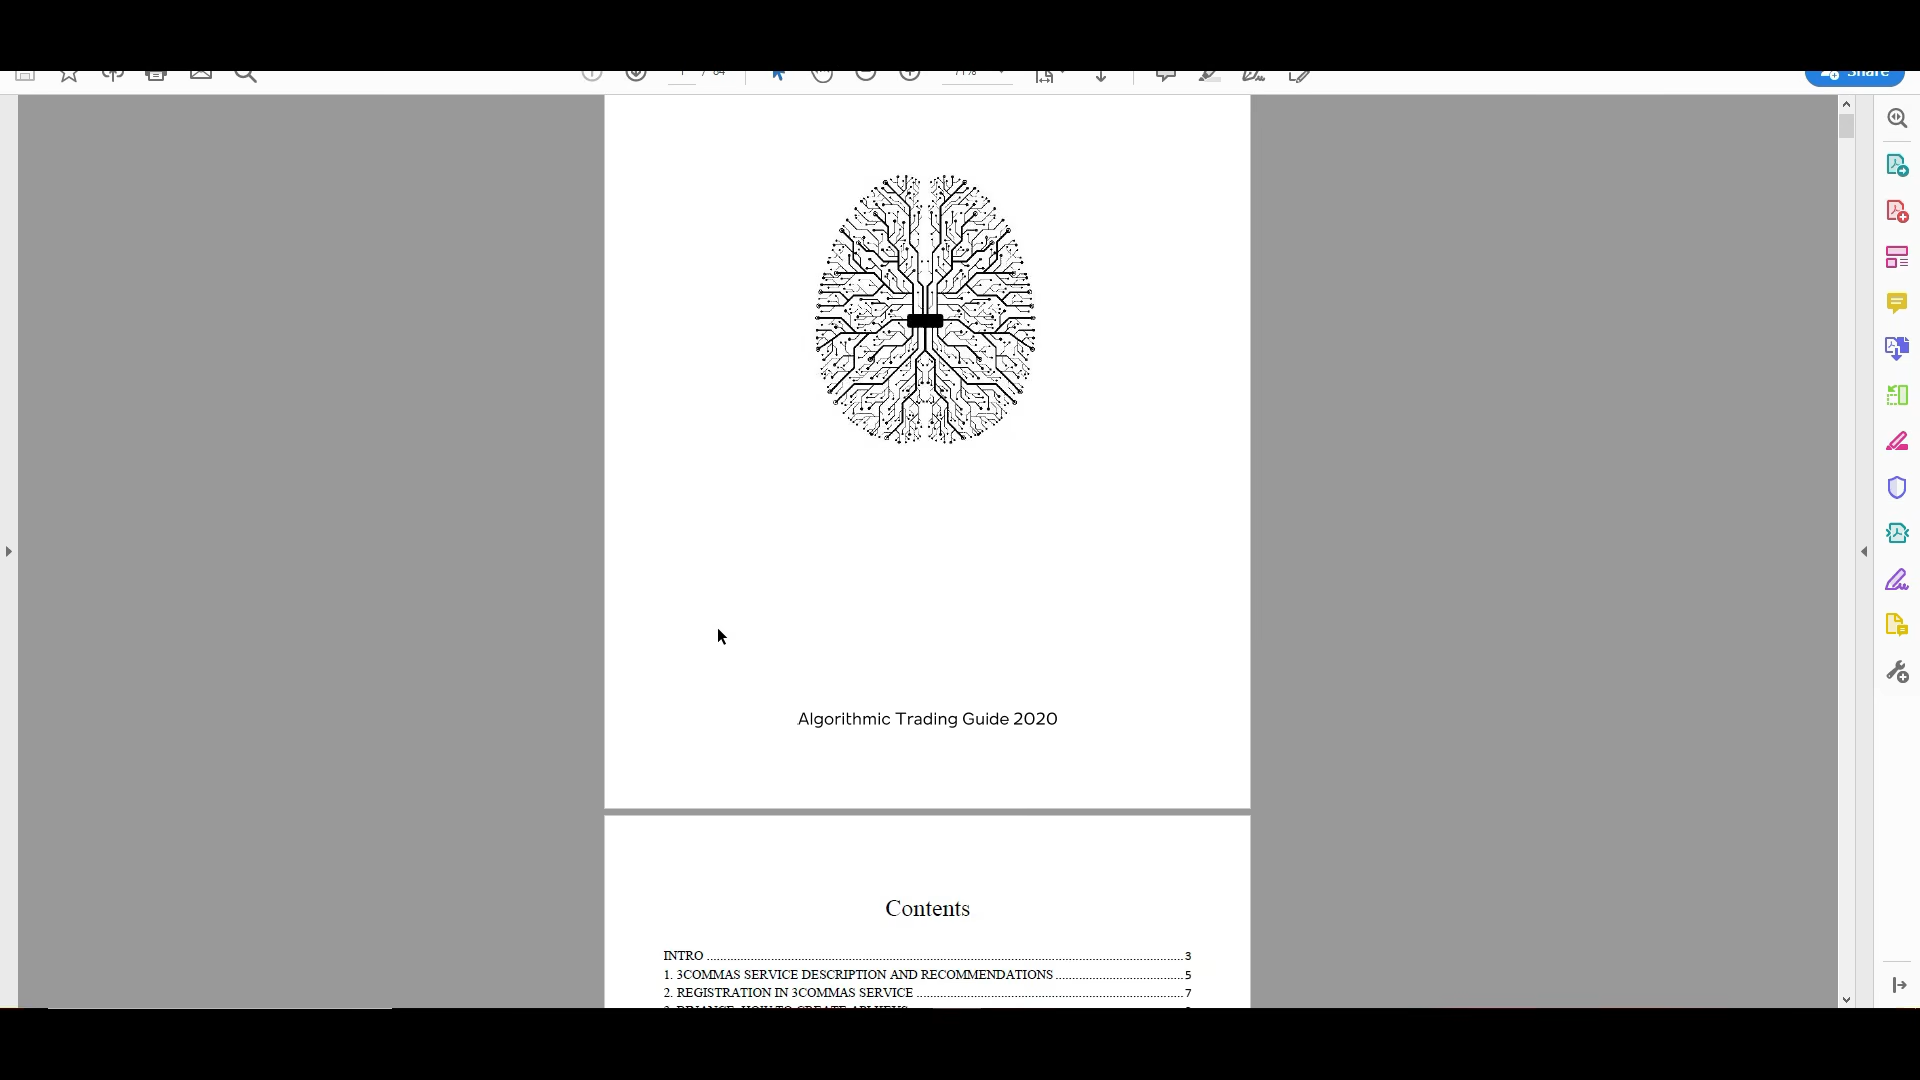 Share
Algorithmic Trading Guide 2020
Contents
INTRO ........ 3
1. 3COMMAS SERVICE DESCRIPTION AND RECOMMENDATIONS ........ 5
2. REGISTRATION IN 3COMMAS SERVICE ........ 7